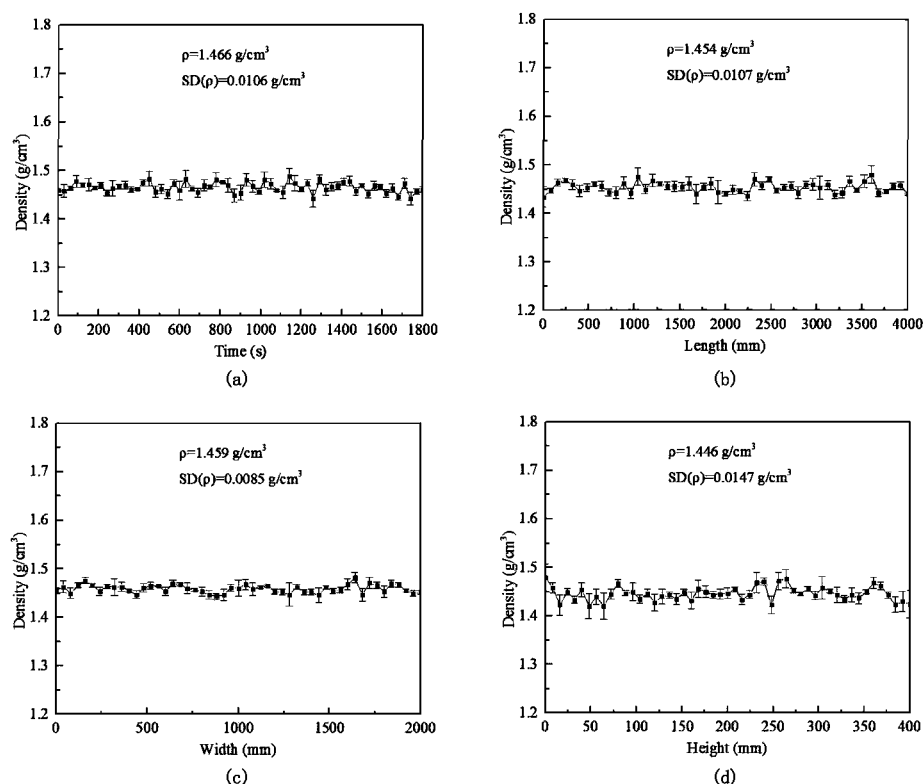 1.8
1.7
1.6
1.5
1.4
1.3
1.2
Density (g/cm³)
ρ=1.466 g/cm³
SD(ρ)=0.0106 g/cm³
0 200 400 600 800 1000 1200 1400 1600 1800
Time (s)
(a)
1.8
1.7
1.6
1.5
1.4
1.3
1.2
Density (g/cm³)
ρ=1.454 g/cm³
SD(ρ)=0.0107 g/cm³
0 500 1000 1500 2000 2500 3000 3500 4000
Length (mm)
(b)
1.8
1.7
1.6
1.5
1.4
1.3
1.2
Density (g/cm³)
ρ=1.459 g/cm³
SD(ρ)=0.0085 g/cm³
0 500 1000 1500 2000
Width (mm)
(c)
1.8
1.7
1.6
1.5
1.4
1.3
1.2
Density (g/cm³)
ρ=1.446 g/cm³
SD(ρ)=0.0147 g/cm³
0 50 100 150 200 250 300 350 400
Height (mm)
(d)